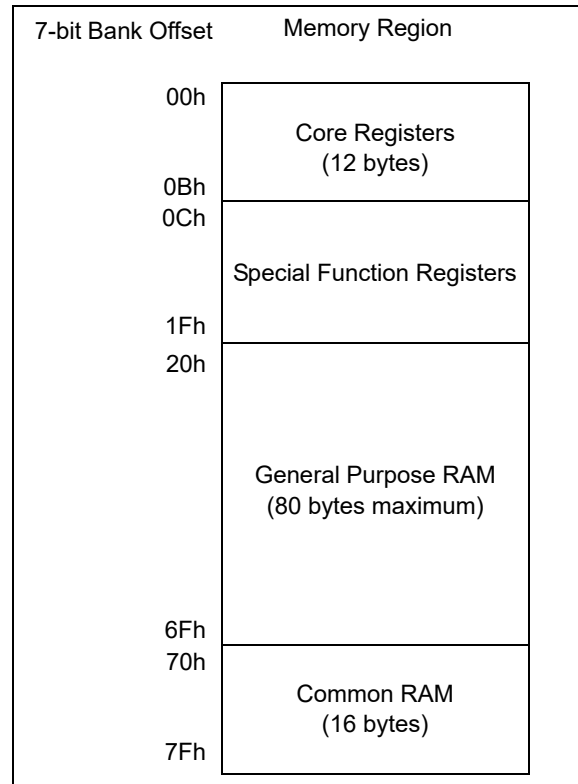 7-bit Bank Offset Memory Region
00h
Core Registers
(12 bytes)
0Bh
0Ch
Special Function Registers
1Fh
20h
General Purpose RAM
(80 bytes maximum)
6Fh
70h
Common RAM
(16 bytes)
7Fh